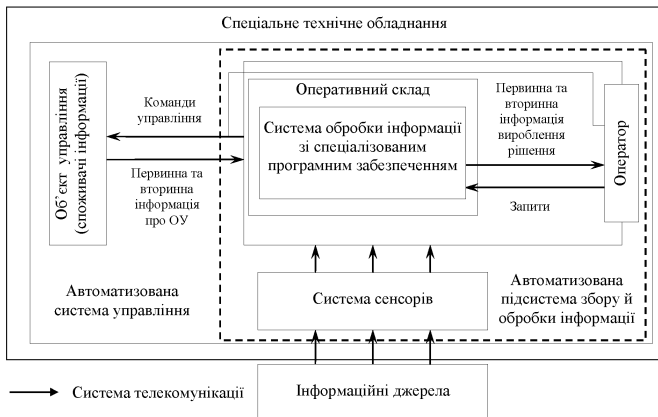 Спеціальне технічне обладнання
Об’єкт управління
(споживачі інформації)
Команди
управління
Первинна та
вторинна
інформація
про ОУ
Оперативний склад
Система обробки інформації
зі спеціалізованим
програмним забезпеченням
Первинна та
вторинна
інформація
вироблення
рішення
Запити
Оператор
Автоматизована
система управління
Система сенсорів
Автоматизована
підсистема збору й
обробки інформації
Система телекомунікації
Інформаційні джерела